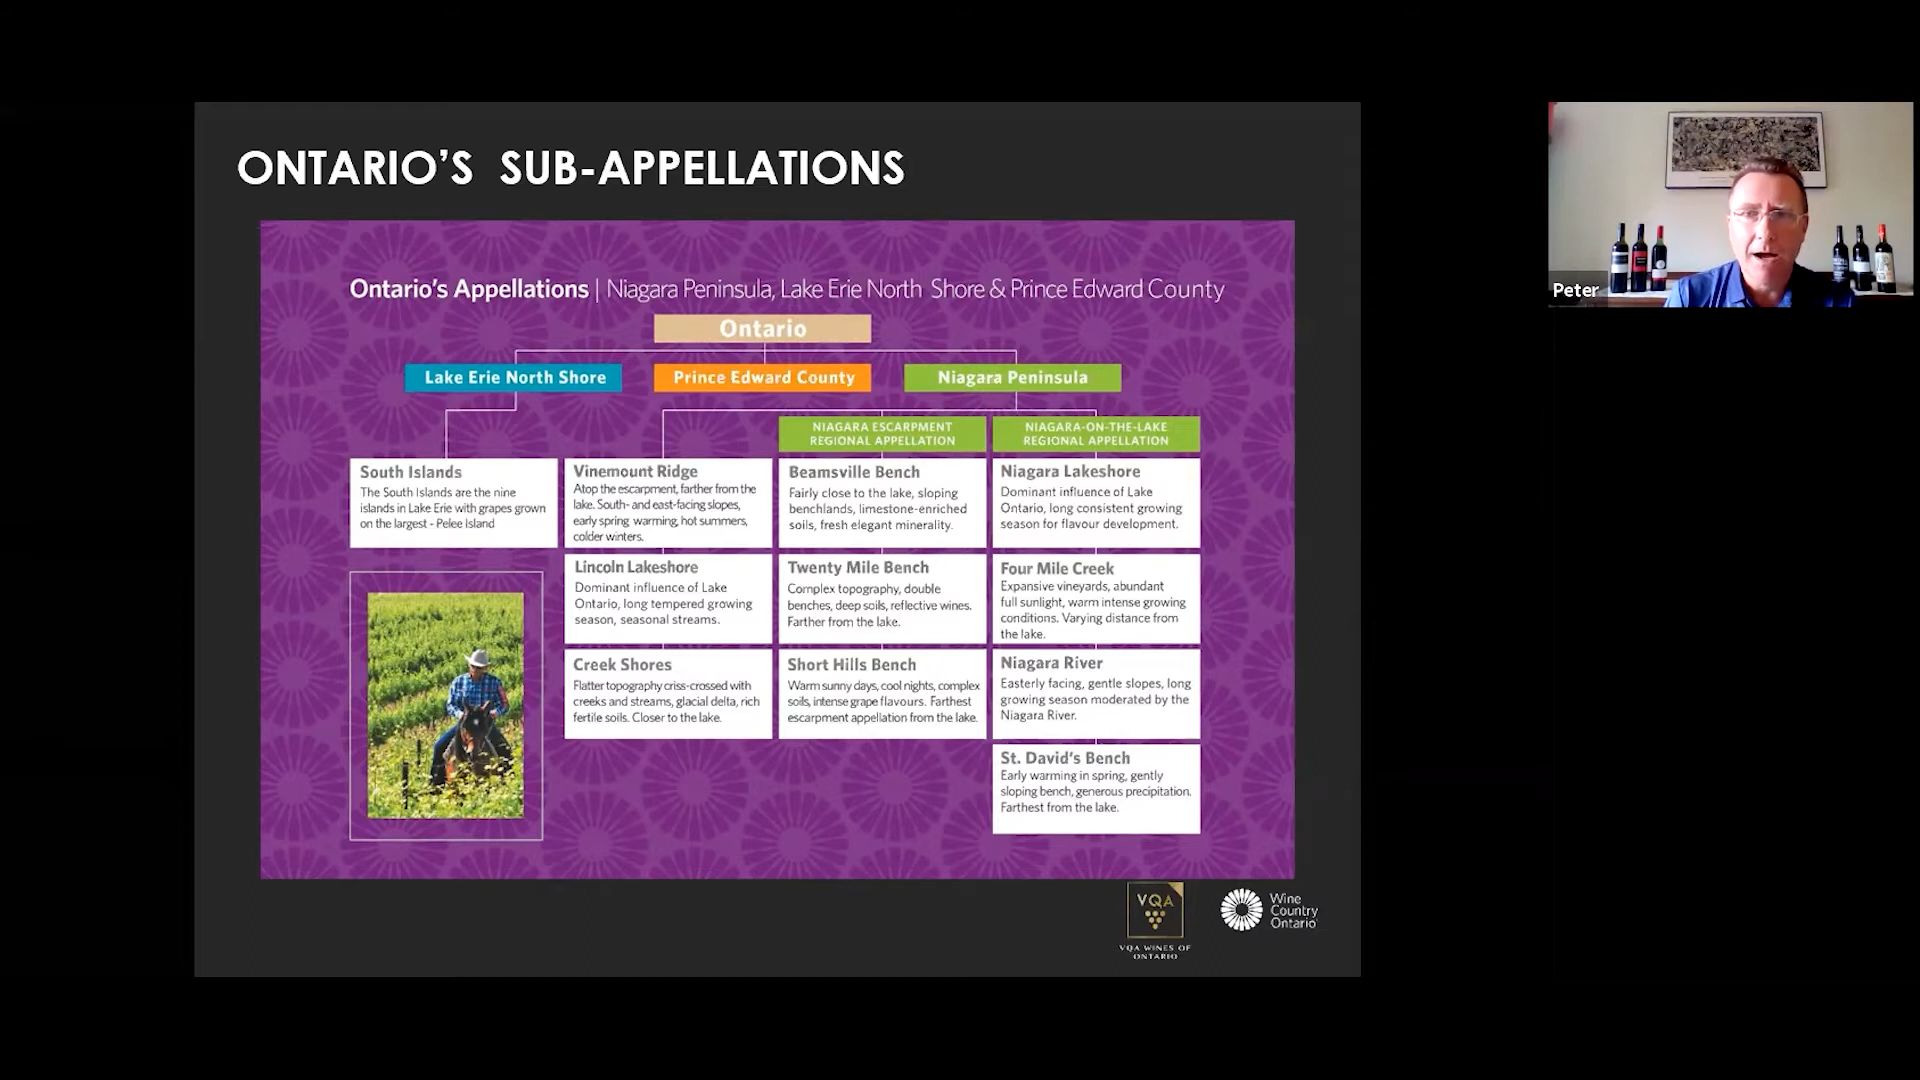 ONTARIO'S SUB-APPELLATIONS
Ontario's Appellations | Niagara Peninsula, Lake Erie North Shore & Prince Edward County
Ontario
Lake Erie North Shore
Prince Edward County
Niagara Peninsula
NIAGARA ESCARPMENT
REGIONAL APPELLATION
NIAGARA-ON-THE-LAKE
REGIONAL APPELLATION
South Islands
The South Islands are the nine
islands in Lake Erie with grapes grown
on the largest - Pelee Island
Vinemount Ridge
Atop the escarpment, farther from the
lake. South- and east-facing slopes,
early spring warming, hot summers,
colder winters.
Beamsville Bench
Fairly close to the lake, sloping
benchlands, limestone-enriched
soils, fresh elegant minerality.
Niagara Lakeshore
Dominant influence of Lake
Ontario, long consistent growing
season for flavour development.
Lincoln Lakeshore
Dominant influence of Lake
Ontario, long tempered growing
season, seasonal streams.
Twenty Mile Bench
Complex topography, double
benches, deep soils, reflective wines.
Farther from the lake.
Four Mile Creek
Expansive vineyards, abundant
full sunlight, warm intense growing
conditions. Varying distance from
the lake.
Creek Shores
Flatter topography criss-crossed with
creeks and streams, glacial delta, rich
fertile soils. Closer to the lake.
Short Hills Bench
Warm sunny days, cool nights, complex
soils, intense grape flavours. Farthest
escarpment appellation from the lake.
Niagara River
Easterly facing, gentle slopes, long
growing season moderated by the
Niagara River.
St. David's Bench
Early warming in spring, gently
sloping bench, generous precipitation.
Farthest from the lake.
VQA
VQA WINES OF
ONTARIO
Wine
Country
Ontario
Peter